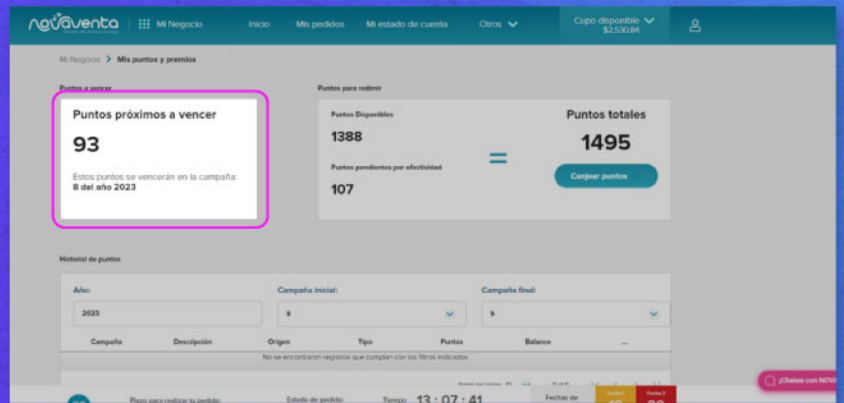 novaventa
Mi Negocio
Inicio
Mis pedidos
Mi estado de cuenta
Otros
Cupo disponible
$2,530.84
Mi Negocio > Mis puntos y premios
Puntos a vencer
Puntos para redimir
Puntos próximos a vencer
93
Estos puntos se vencerán en la campaña:
8 del año 2023
Puntos Disponibles
1388
Puntos pendientes por efectividad
107
=
Puntos totales
1495
Canjear puntos
Historial de puntos
Año:
Campaña inicial:
Campaña final:
2023
9
9
Campaña
Descripción
Origen
Tipo
Puntos
Balance
...
No se encontraron registros que cumplan con los filtros indicados
Plazo para realizar tu pedido:
Estado de pedido:
Tiempo
13 : 07 : 41
Fechas de
Fecha 1
Fecha 2
¡Chatea con NOVA